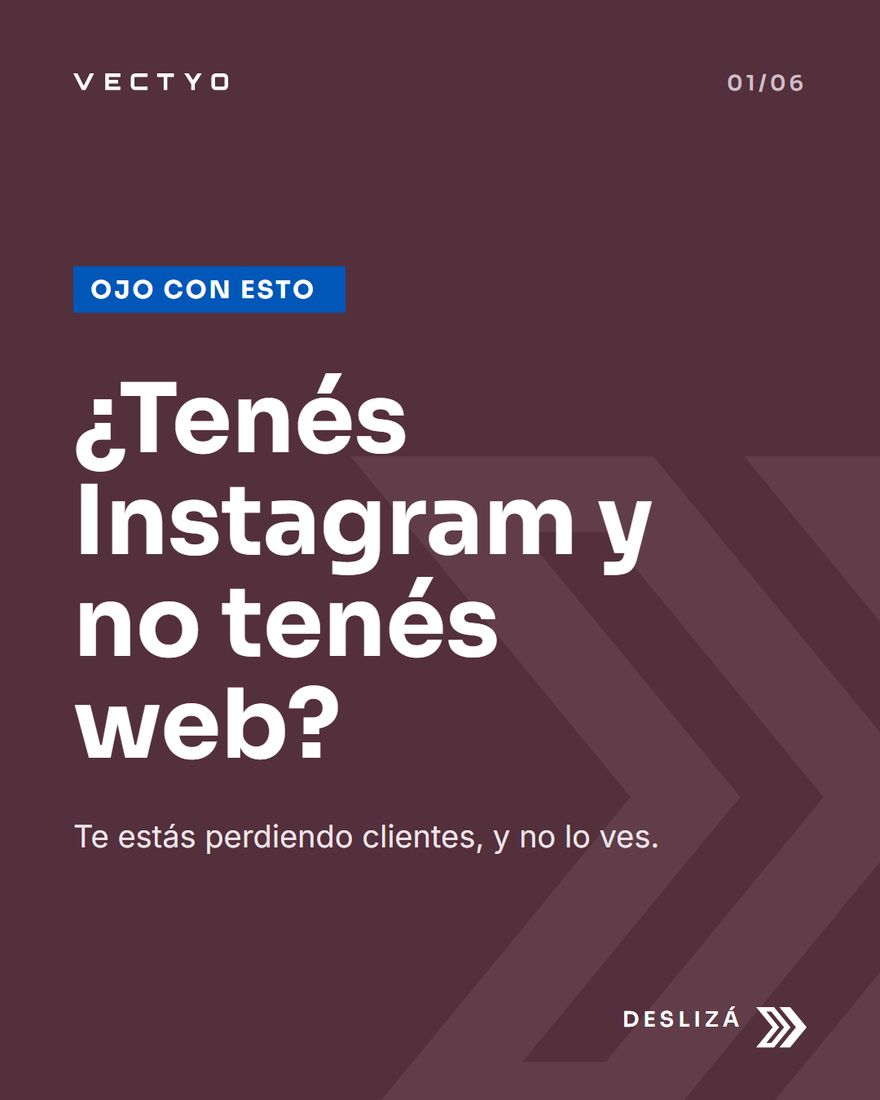 VECTYO
01/06
OJO CON ESTO
¿Tenés
Instagram y
no tenés
web?
Te estás perdiendo clientes, y no lo ves.
DESLIZÁ